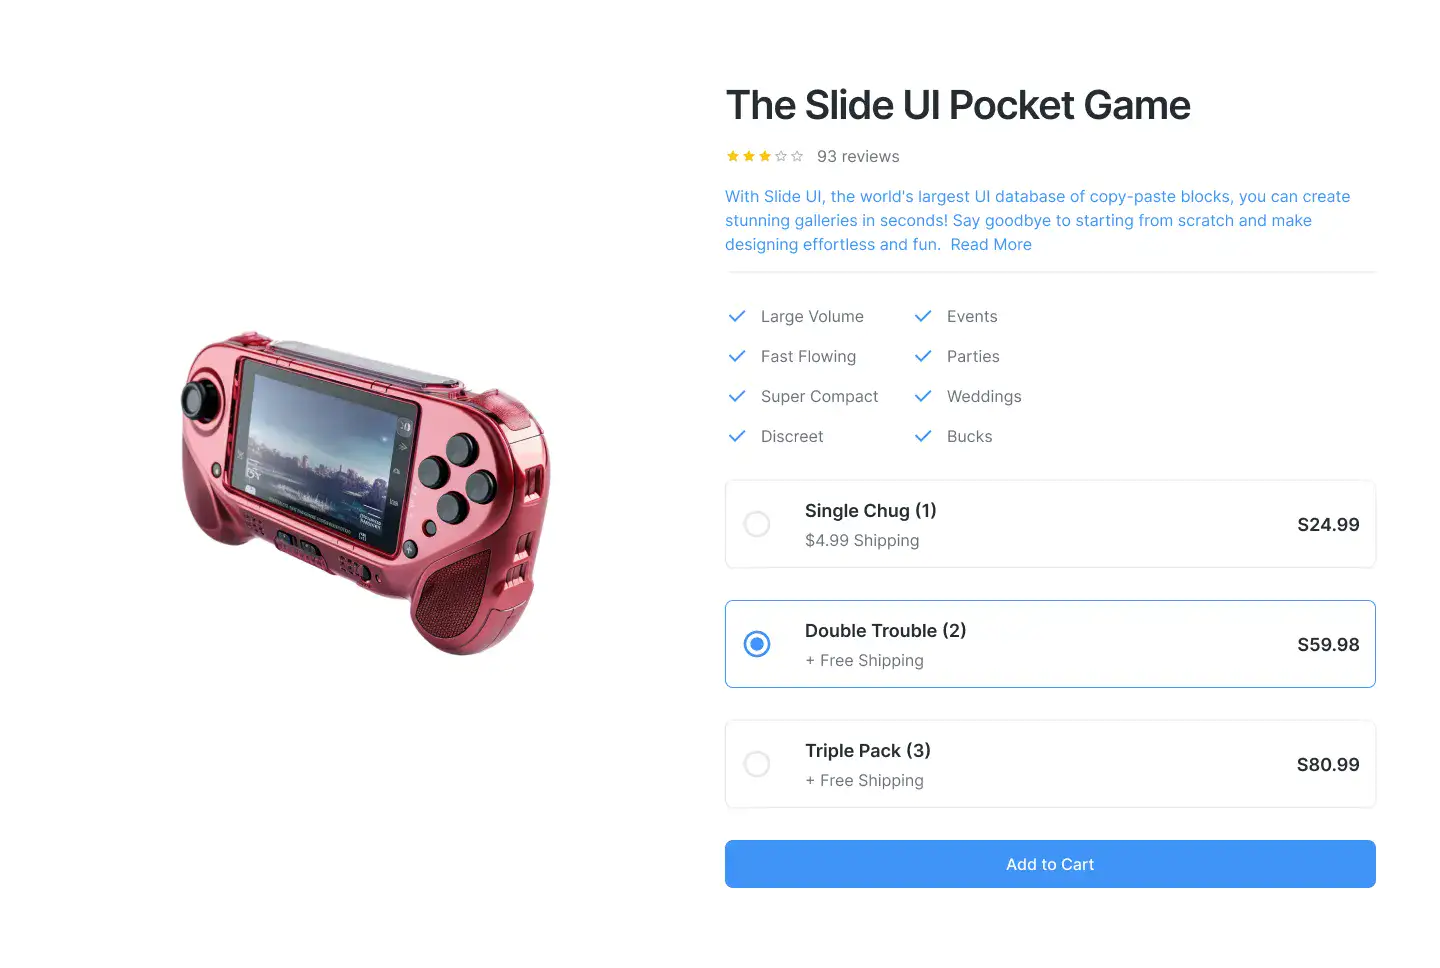 The Slide UI Pocket Game
93 reviews
With Slide UI, the world's largest UI database of copy-paste blocks, you can create
stunning galleries in seconds! Say goodbye to starting from scratch and make
designing effortless and fun. Read More
Large Volume
Events
Fast Flowing
Parties
Super Compact
Weddings
Discreet
Bucks
Single Chug (1)
$4.99 Shipping
$24.99
Double Trouble (2)
+ Free Shipping
$59.98
Triple Pack (3)
+ Free Shipping
$80.99
Add to Cart